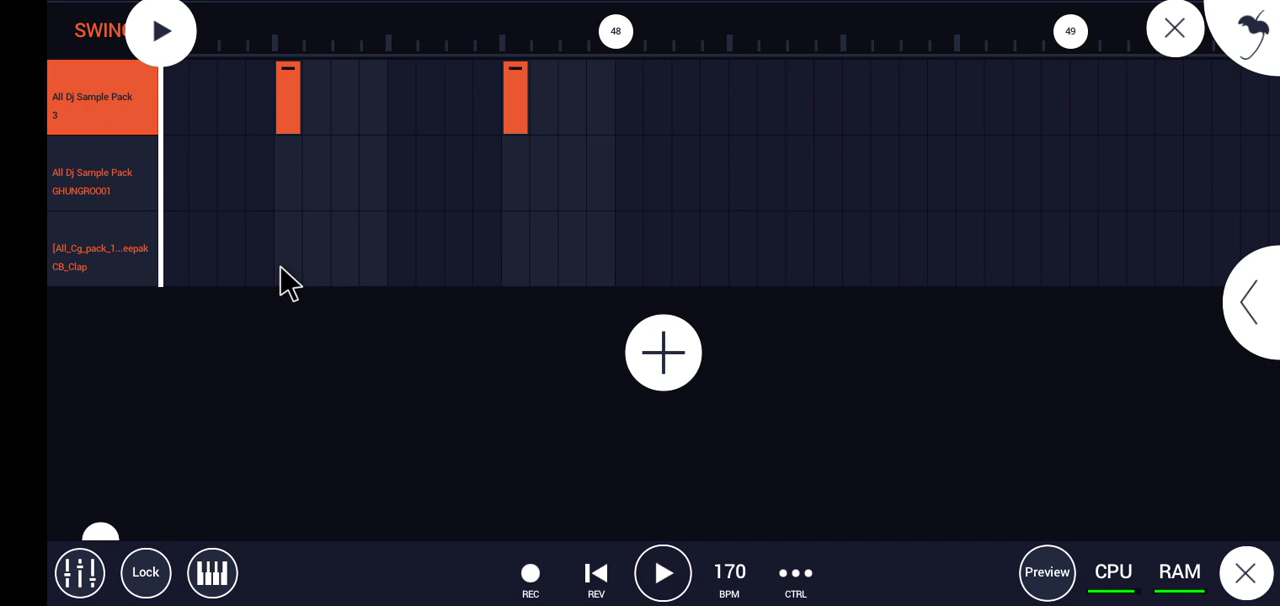 SWING
48
49
All Dj Sample Pack
3
All Dj Sample Pack
GHUNGROO01
[All_Cg_pack_1...eepak
CB_Clap
Lock
REC
REV
170
BPM
CTRL
Preview
CPU
RAM